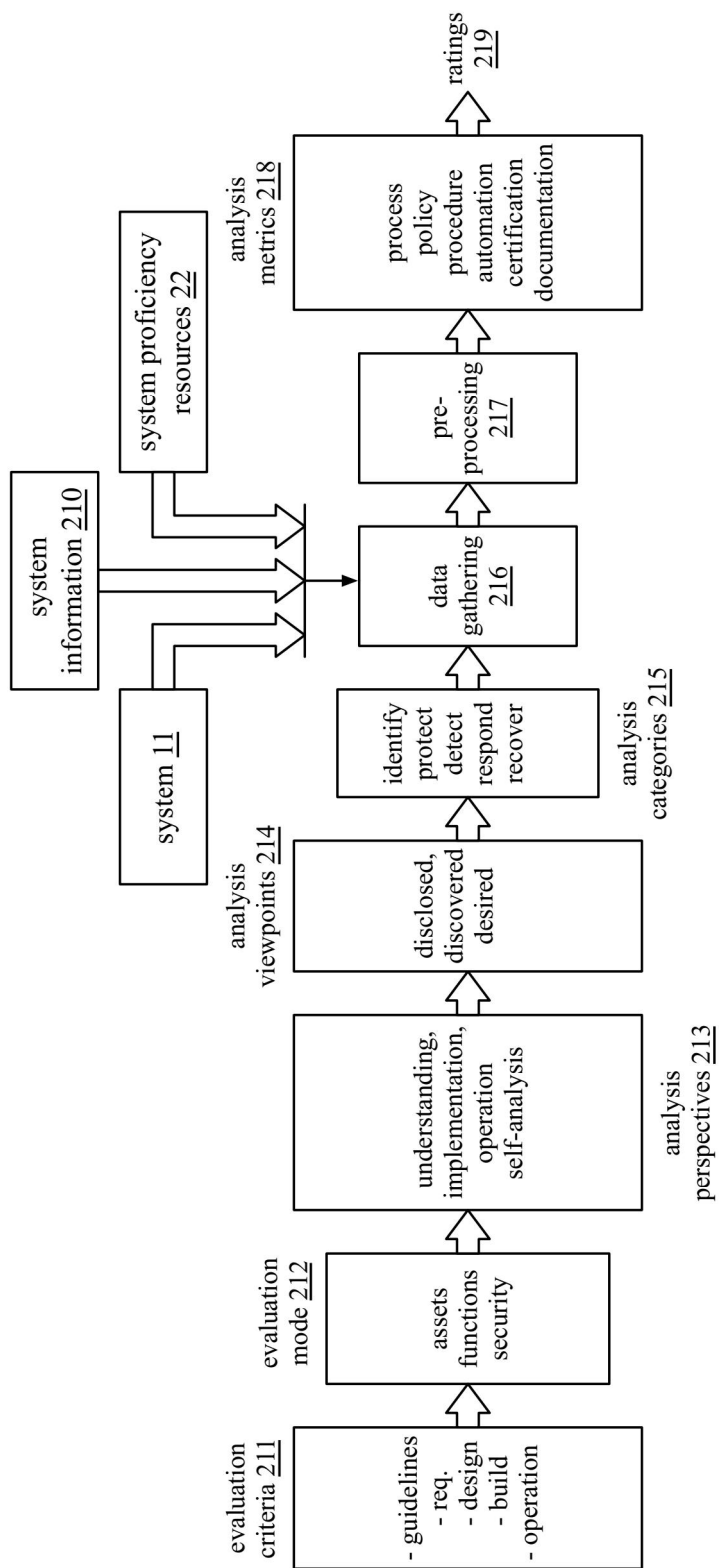 system
information 210
system 11
system proficiency
resources 22
evaluation
criteria 211
- guidelines
- req.
- design
- build
- operation
evaluation
mode 212
assets
functions
security
understanding,
implementation,
operation
self-analysis
analysis
perspectives 213
analysis
viewpoints 214
disclosed,
discovered
desired
identify
protect
detect
respond
recover
analysis
categories 215
data
gathering
216
pre-
processing
217
analysis
metrics 218
process
policy
procedure
automation
certification
documentation
ratings
219